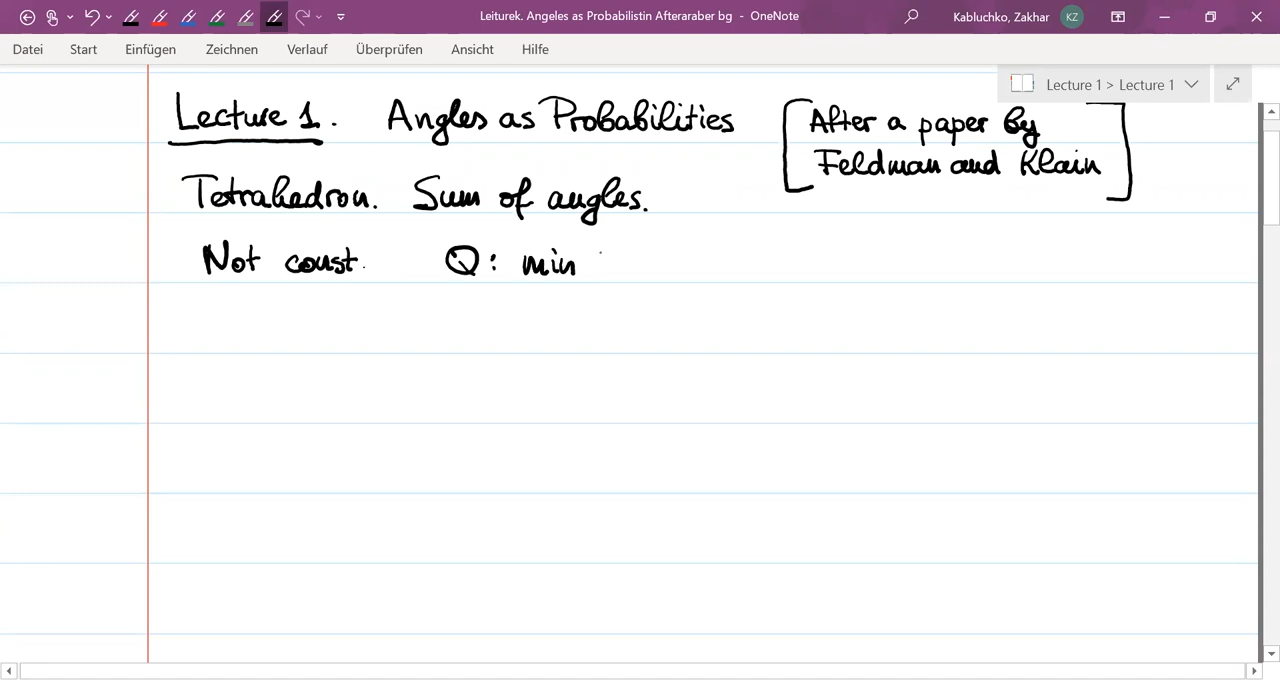 Leiturek. Angeles as Probabilistin Afteraraber bg - OneNote
Kabluchko, Zakhar
KZ
Datei Start Einfügen Zeichnen Verlauf Überprüfen Ansicht Hilfe
Lecture 1 > Lecture 1
Lecture 1. Angles as Probabilities [After a paper by
Feldman and Klain]
Tetrahedron. Sum of angles.
Not const. Q: min